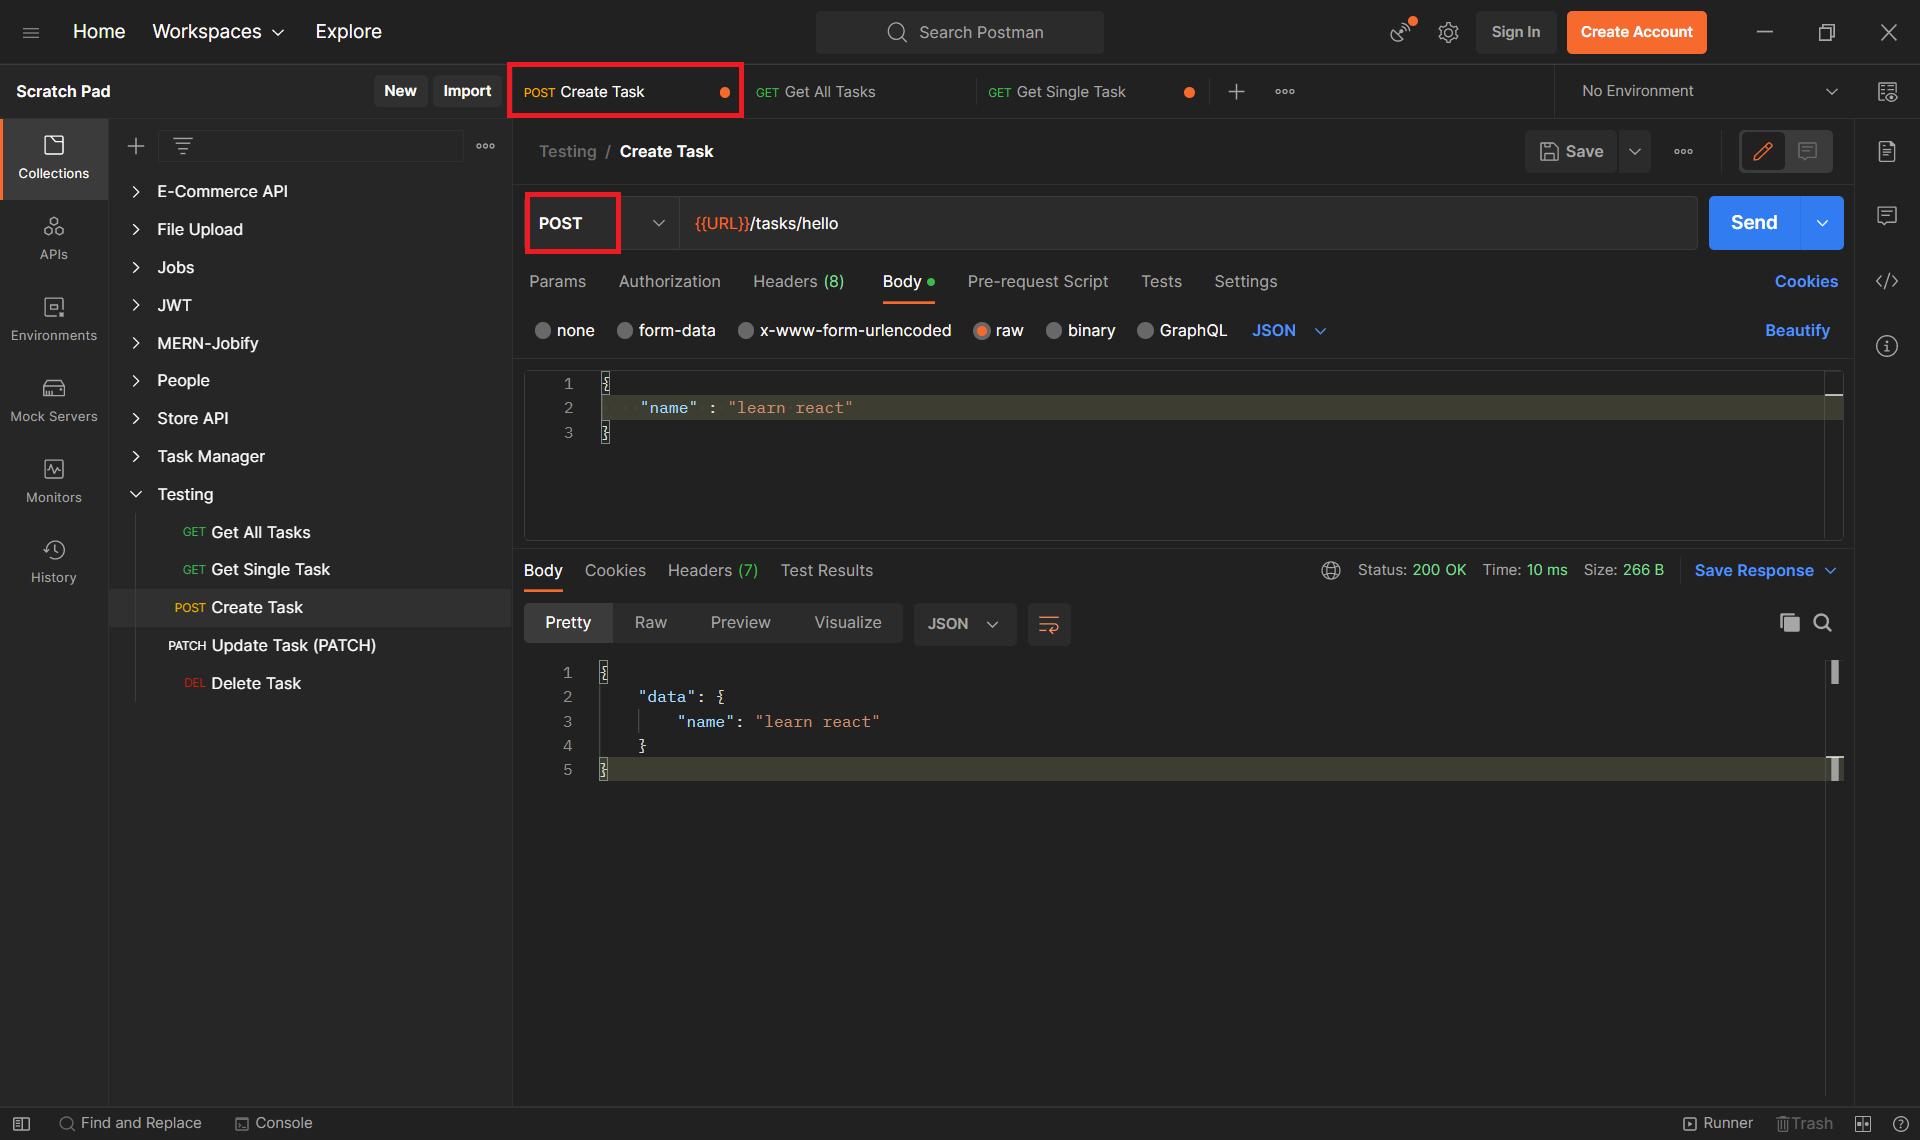 Home Workspaces Explore Search Postman Sign In Create Account
Scratch Pad New Import POST Create Task GET Get All Tasks GET Get Single Task No Environment
Collections
APIs
Environments
Mock Servers
Monitors
History
E-Commerce API
File Upload
Jobs
JWT
MERN-Jobify
People
Store API
Task Manager
Testing
GET Get All Tasks
GET Get Single Task
POST Create Task
PATCH Update Task (PATCH)
DEL Delete Task
Testing / Create Task Save
POST {{URL}}/tasks/hello Send
Params Authorization Headers (8) Body Pre-request Script Tests Settings Cookies
none form-data x-www-form-urlencoded raw binary GraphQL JSON Beautify
1 {
2 "name" : "learn react"
3 }
Body Cookies Headers (7) Test Results Status: 200 OK Time: 10 ms Size: 266 B Save Response
Pretty Raw Preview Visualize JSON
1 {
2 "data": {
3 "name": "learn react"
4 }
5 }
Find and Replace Console Runner Trash